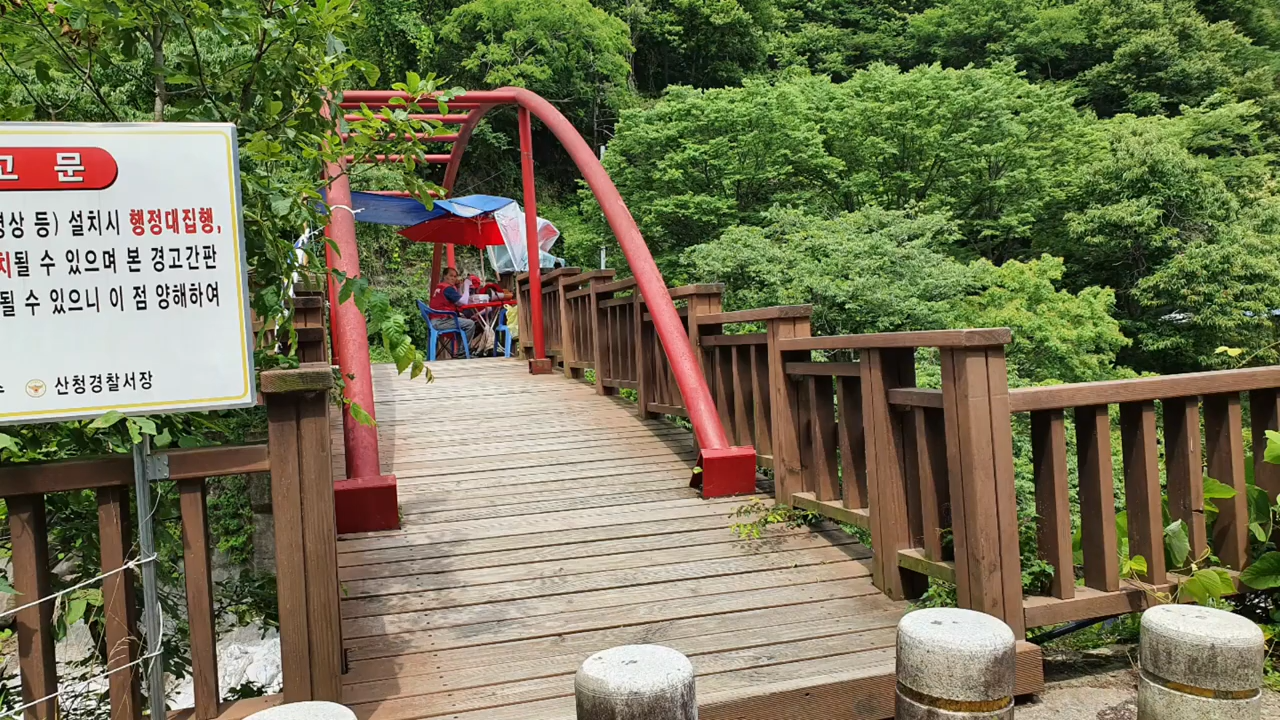 고 문
등) 설치시 행정대집행,
치될 수 있으며 본 경고간판
될 수 있으니 이 점 양해하여
산청경찰서장